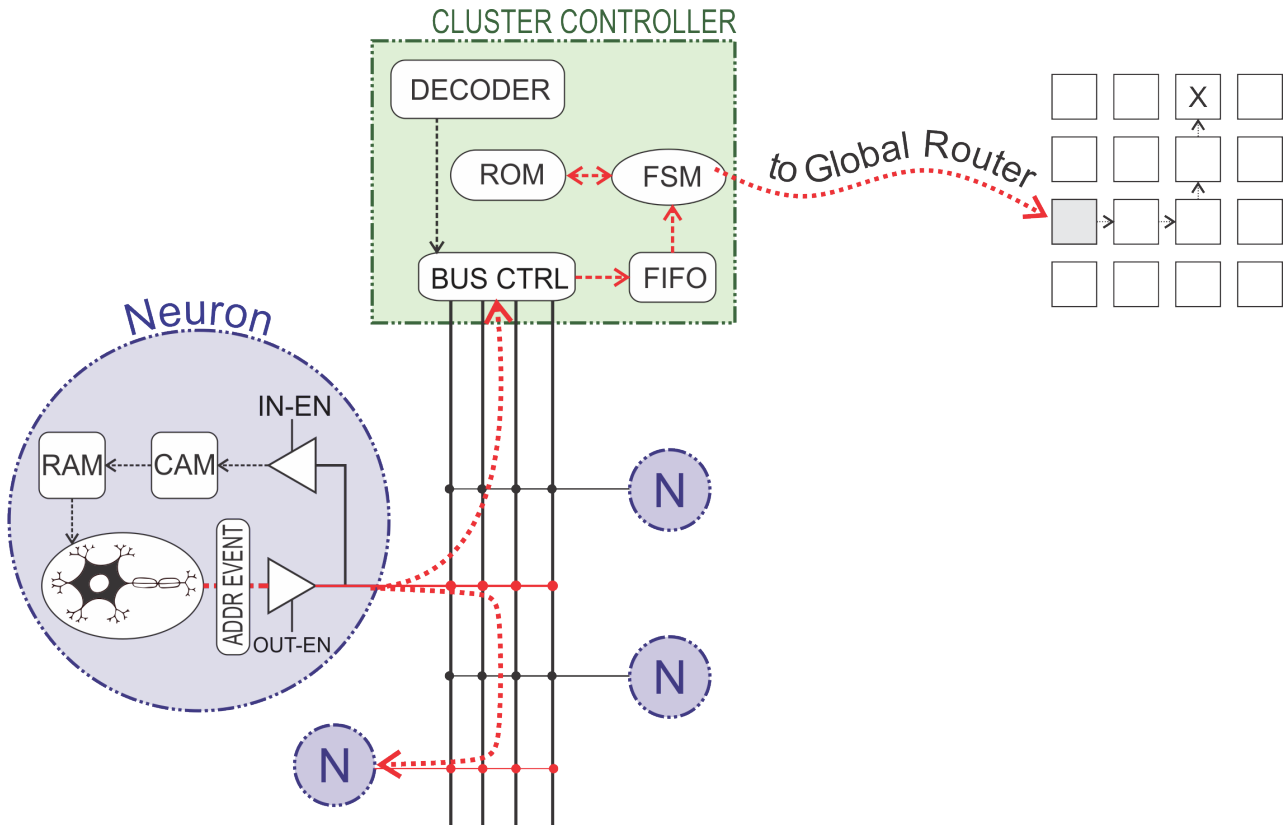 CLUSTER CONTROLLER
DECODER
X
to Global Router
ROM
FSM
BUS CTRL
FIFO
Neuron
IN-EN
RAM
CAM
N
ADDR EVENT
OUT-EN
N
N